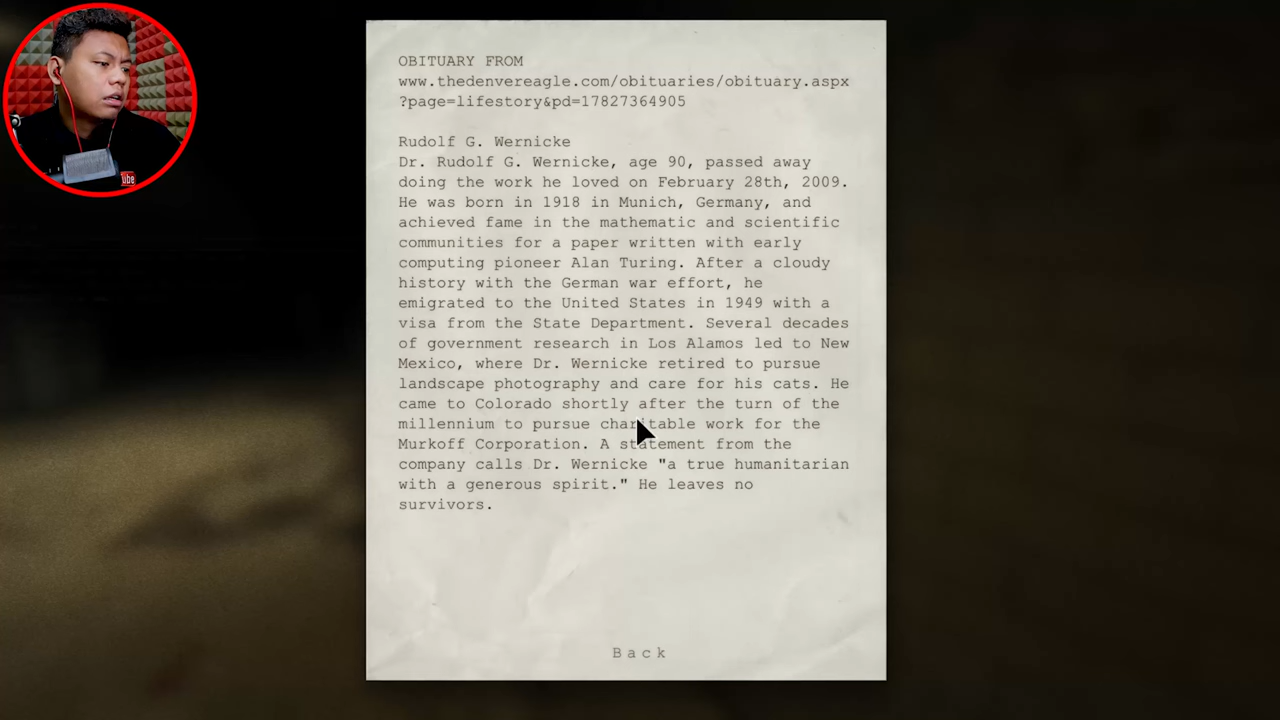 OBITUARY FROM
www.thedenvereagle.com/obituaries/obituary.aspx
?page=lifestory&pd=17827364905
Rudolf G. Wernicke
Dr. Rudolf G. Wernicke, age 90, passed away
doing the work he loved on February 28th, 2009.
He was born in 1918 in Munich, Germany, and
achieved fame in the mathematic and scientific
communities for a paper written with early
computing pioneer Alan Turing. After a cloudy
history with the German war effort, he
emigrated to the United States in 1949 with a
visa from the State Department. Several decades
of government research in Los Alamos led to New
Mexico, where Dr. Wernicke retired to pursue
landscape photography and care for his cats. He
came to Colorado shortly after the turn of the
millennium to pursue charitable work for the
Murkoff Corporation. A statement from the
company calls Dr. Wernicke "a true humanitarian
with a generous spirit." He leaves no
survivors.
Back
ube